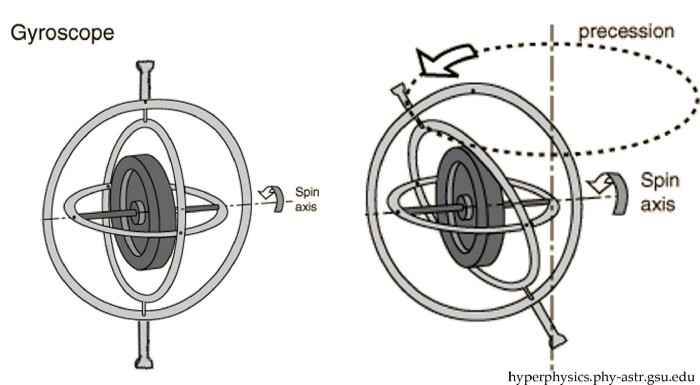 Gyroscope
precession
Spin
axis
Spin
axis
hyperphysics.phy-astr.gsu.edu